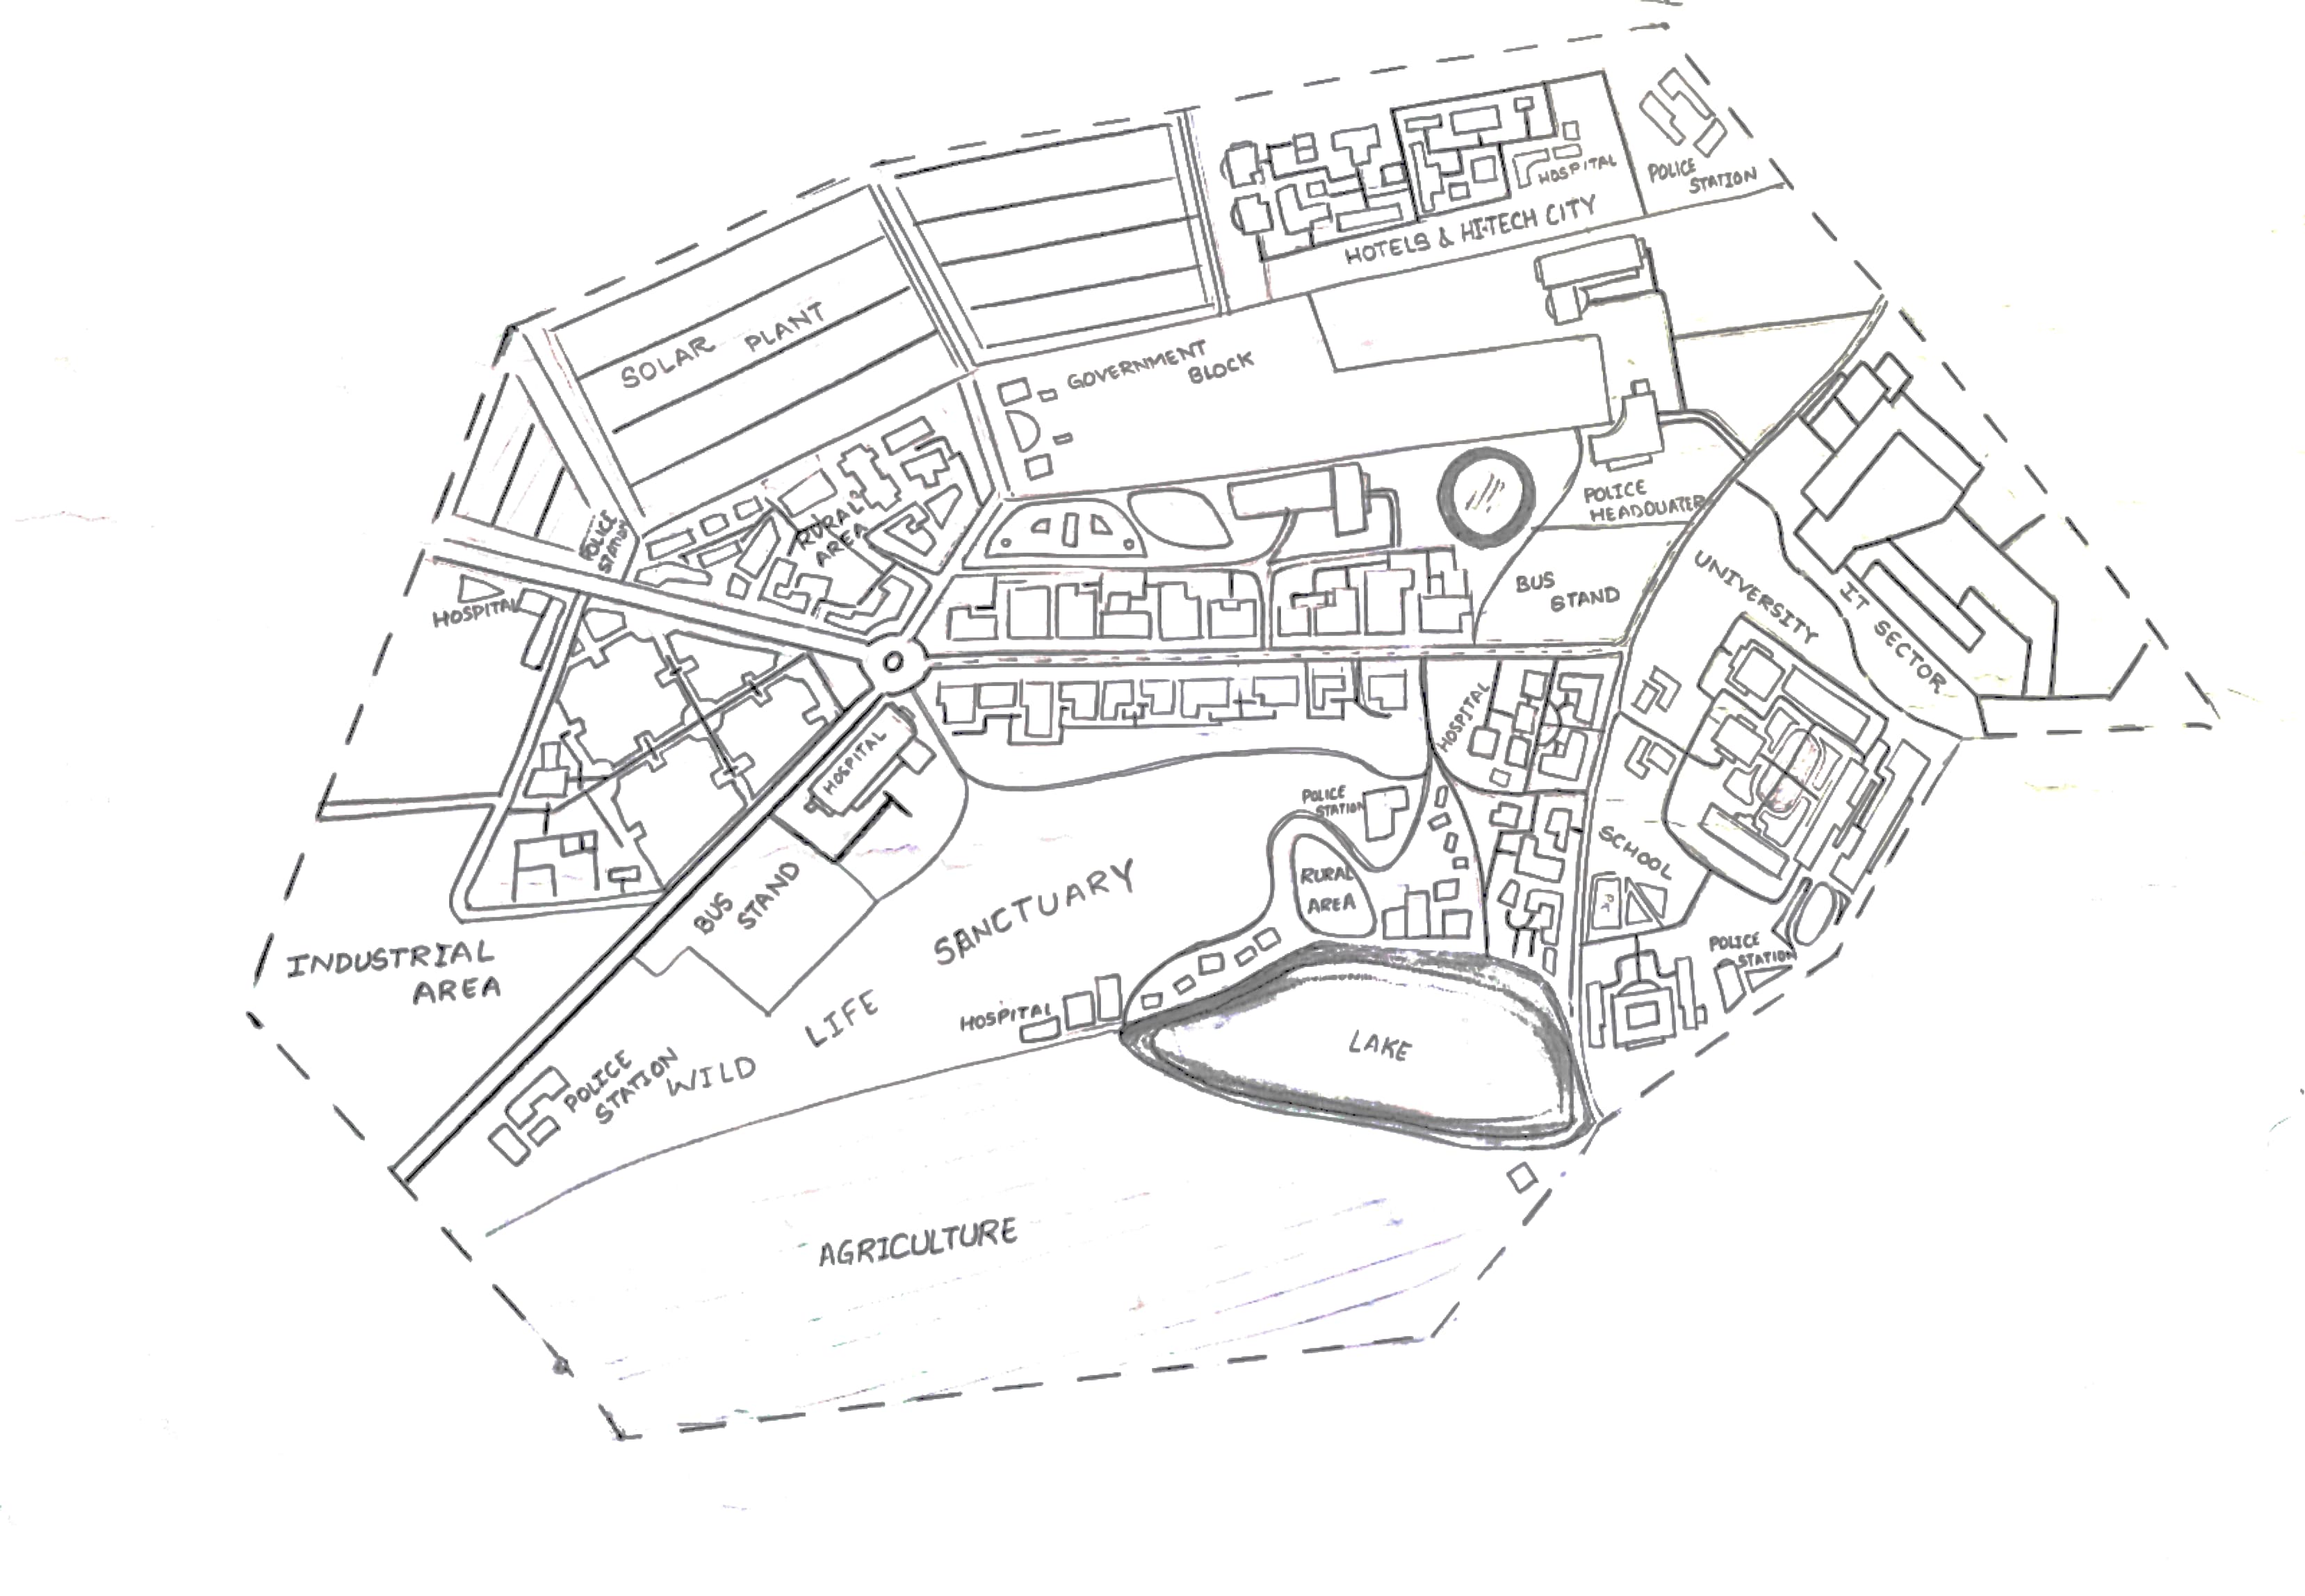 HOSPITAL
HOTELS & HI-TECH CITY
POLICE
STATION
SOLAR PLANT
GOVERNMENT
BLOCK
POLICE
STATION
RURAL
AREA
POLICE
HEADQUATER
BUS
STAND
UNIVERSITY
IT
SECTOR
HOSPITAL
HOSPITAL
HOSPITAL
POLICE
STATION
SCHOOL
RURAL
AREA
BUS
STAND
WILD LIFE SANCTUARY
INDUSTRIAL
AREA
POLICE
STATION
HOSPITAL
LAKE
POLICE
STATION
AGRICULTURE